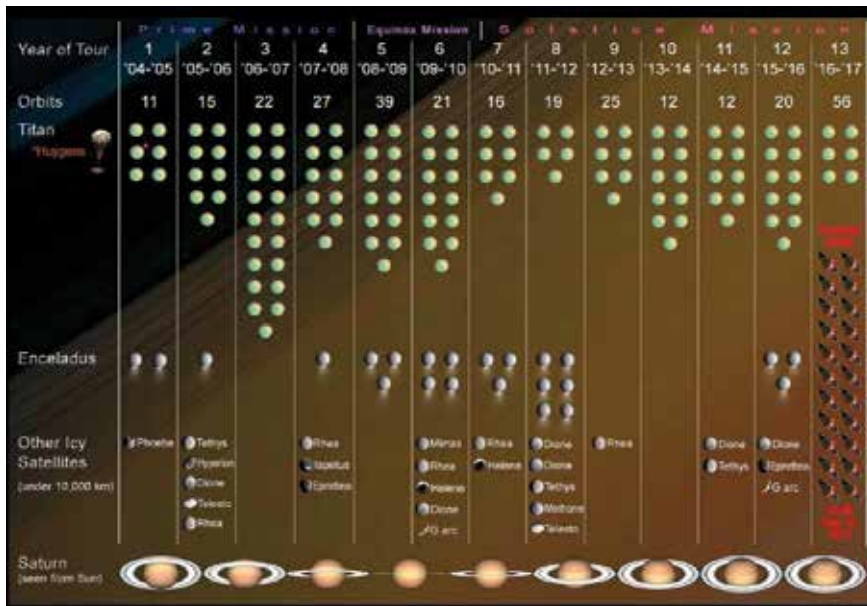 Prime Mission Equinox Mission Solstice Mission
Year of Tour 1 2 3 4 5 6 7 8 9 10 11 12 13
'04-'05 '05-'06 '06-'07 '07-'08 '08-'09 '09-'10 '10-'11 '11-'12 '12-'13 '13-'14 '14-'15 '15-'16 '16-'17
Orbits 11 15 22 27 39 21 16 19 25 12 12 20 56
Titan
*Huygens
Enceladus
Other Icy Phoebe Tethys Rhea Mimas Rhea Dione Rhea Dione Dione
Satellites Hyperion Iapetus Rhea Helene Dione Tethys Epimetheus
(under 10,000 km) Dione Helene Tethys G arc
Telesto Dione Methone
Rhea G arc Telesto
Saturn
(seen from Sun)